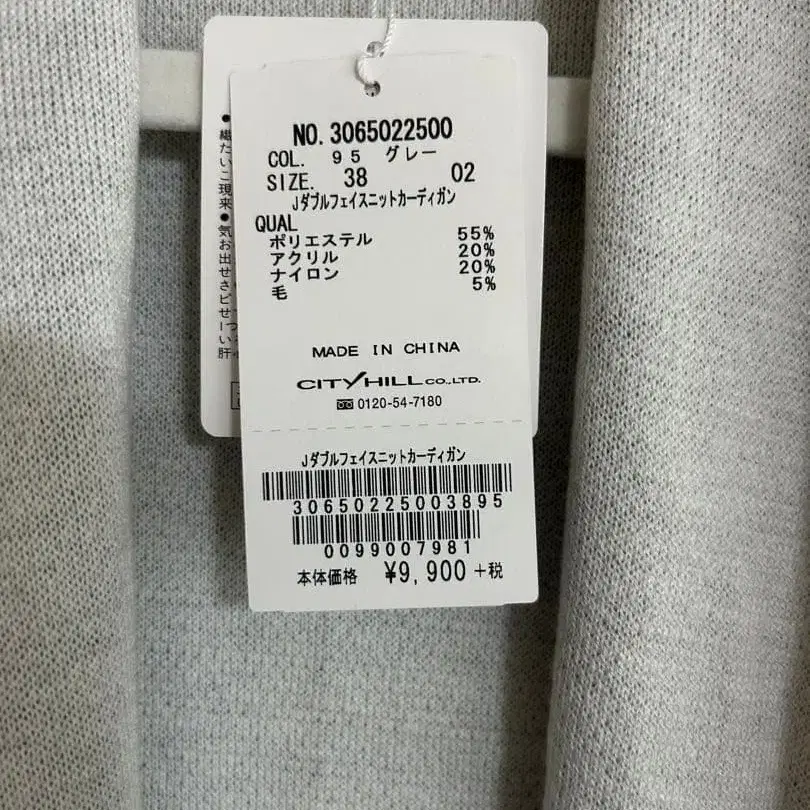 NO. 3065022500
COL. 95 グレー
SIZE. 38 02
Jダブルフェイスニットカーディガン
QUAL
ポリエステル 55%
アクリル 20%
ナイロン 20%
毛 5%
MADE IN CHINA
CITY HILL CO.,LTD.
0120-54-7180
Jダブルフェイスニットカーディガン
30650225003895
0099007981
本体価格 ¥9,900 +税